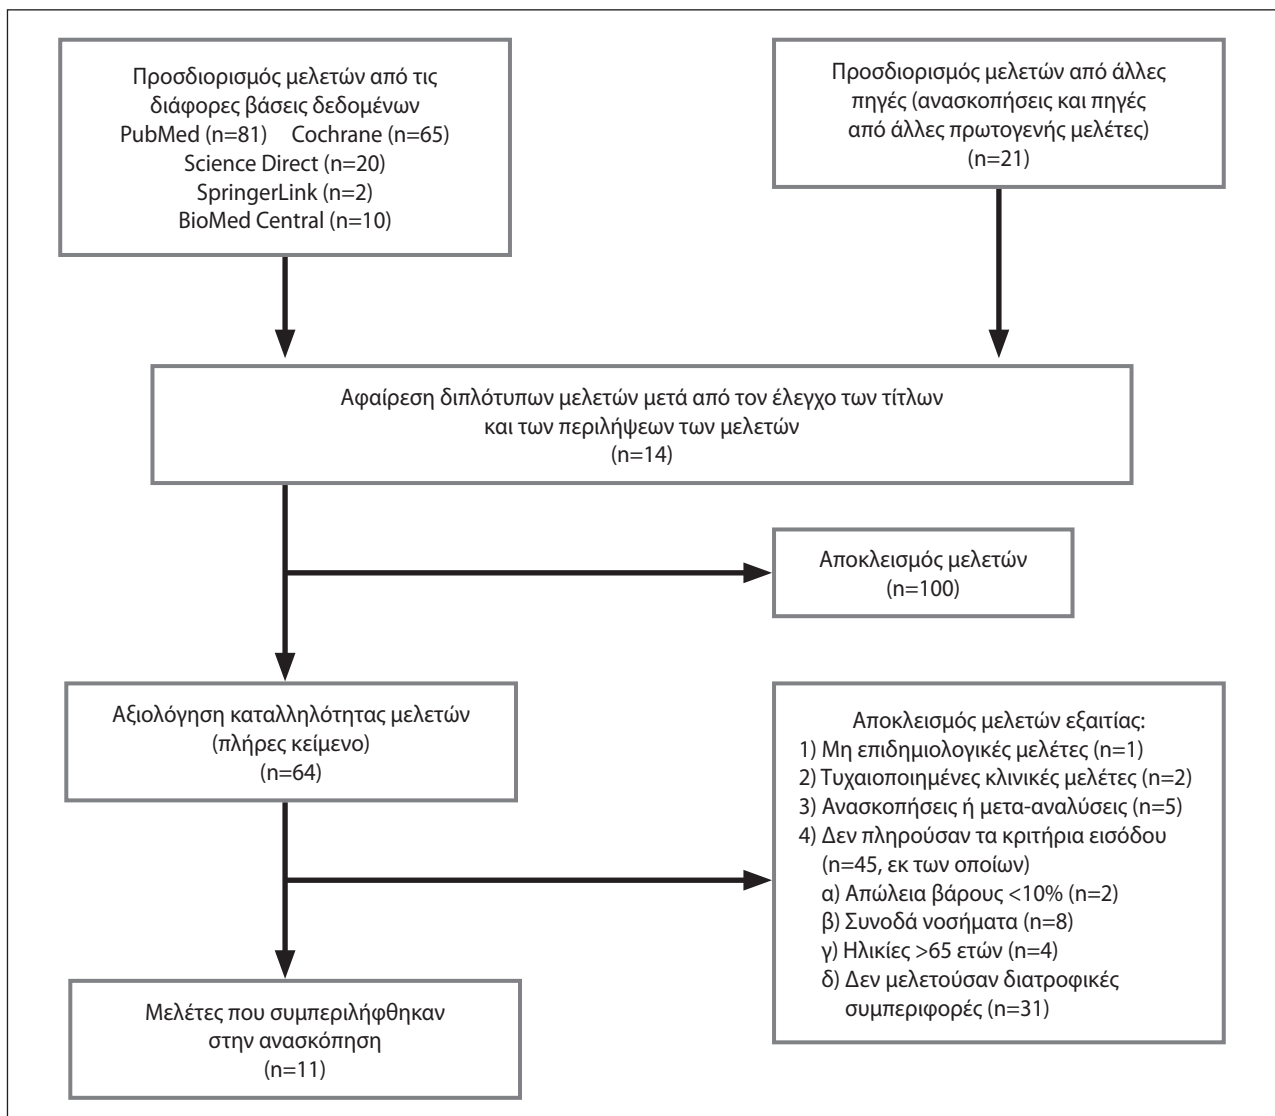 Προσδιορισμός μελετών από τις
διάφορες βάσεις δεδομένων
PubMed (n=81) Cochrane (n=65)
Science Direct (n=20)
SpringerLink (n=2)
BioMed Central (n=10)
Προσδιορισμός μελετών από άλλες
πηγές (ανασκοπήσεις και πηγές
από άλλες πρωτογενής μελέτες)
(n=21)
Αφαίρεση διπλότυπων μελετών μετά από τον έλεγχο των τίτλων
και των περιλήψεων των μελετών
(n=14)
Αποκλεισμός μελετών
(n=100)
Αξιολόγηση καταλληλότητας μελετών
(πλήρες κείμενο)
(n=64)
Αποκλεισμός μελετών εξαιτίας:
1) Μη επιδημιολογικές μελέτες (n=1)
2) Τυχαιοποιημένες κλινικές μελέτες (n=2)
3) Ανασκοπήσεις ή μετα-αναλύσεις (n=5)
4) Δεν πληρούσαν τα κριτήρια εισόδου
(n=45, εκ των οποίων)
α) Απώλεια βάρους <10% (n=2)
β) Συνοδά νοσήματα (n=8)
γ) Ηλικίες >65 ετών (n=4)
δ) Δεν μελετούσαν διατροφικές
συμπεριφορές (n=31)
Μελέτες που συμπεριλήφθηκαν
στην ανασκόπηση
(n=11)